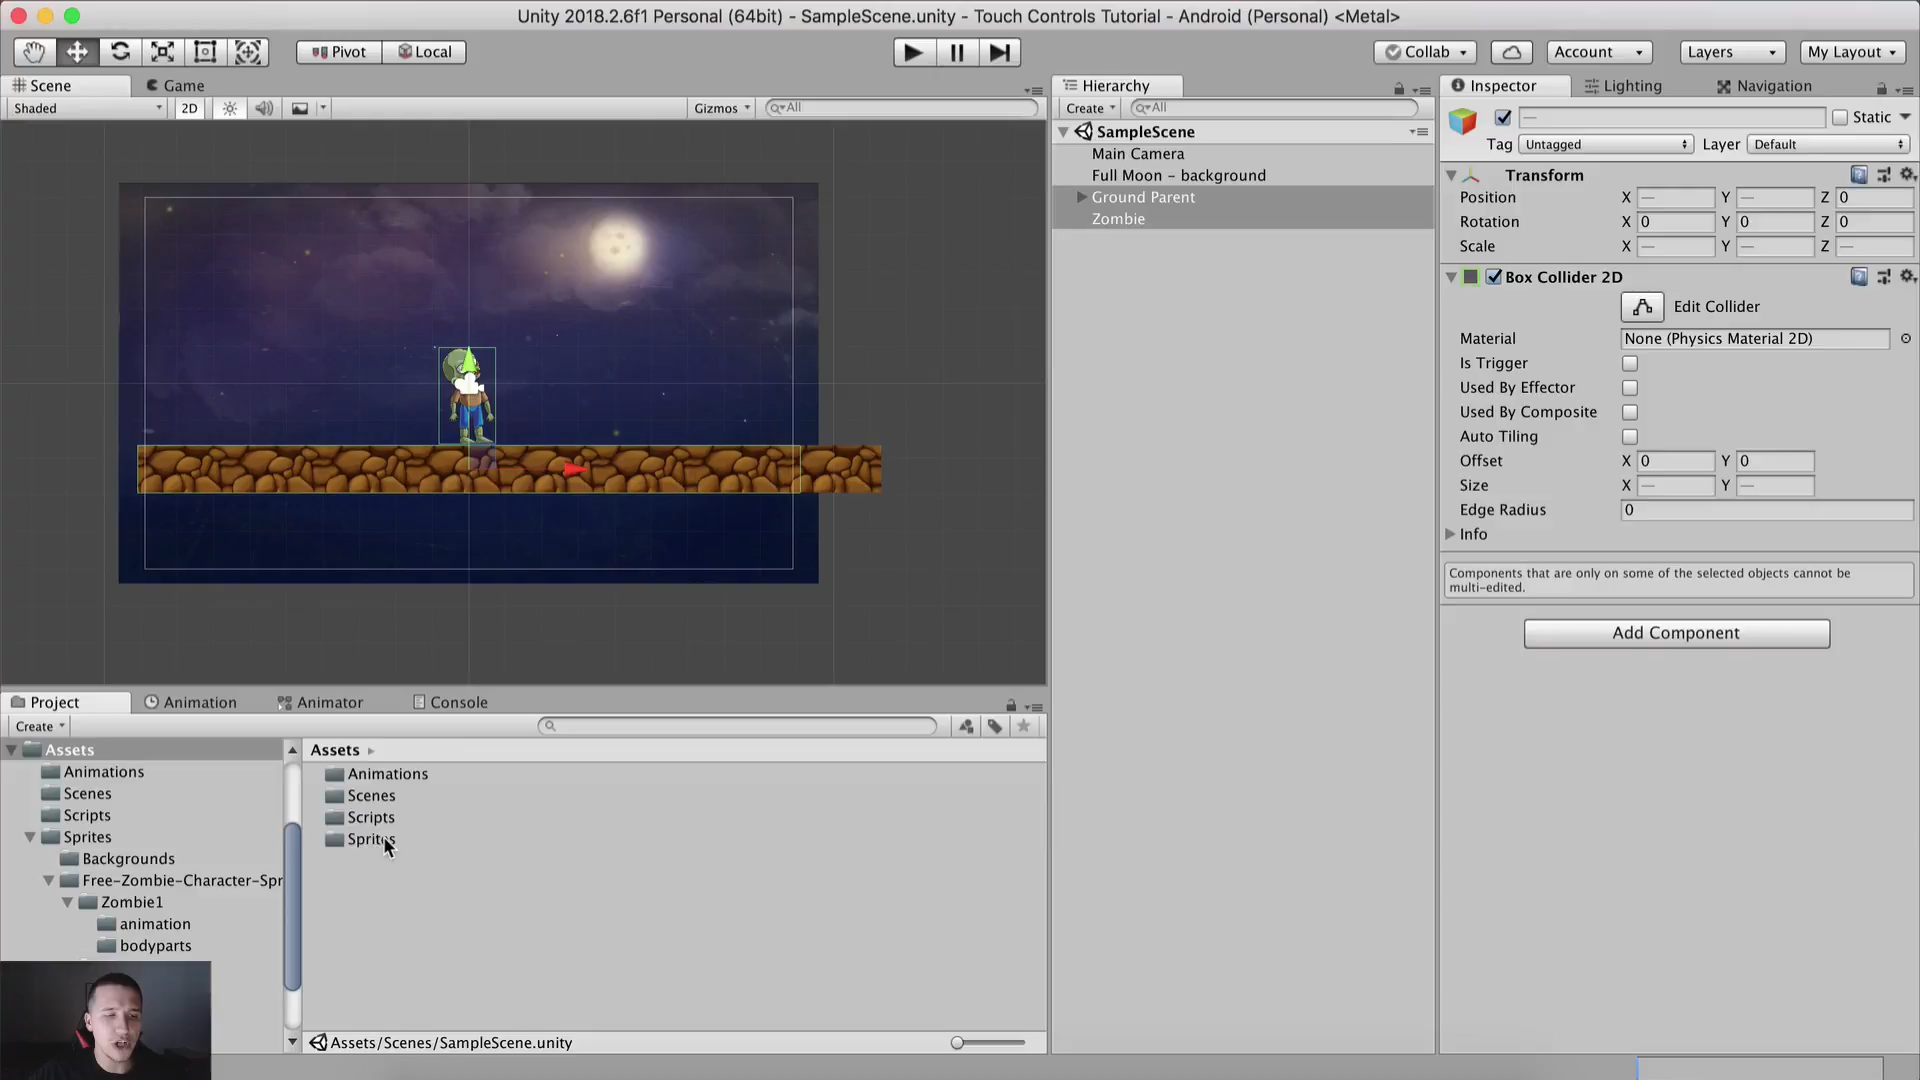 Unity 2018.2.6f1 Personal (64bit) - SampleScene.unity - Touch Controls Tutorial - Android (Personal) <Metal>
Pivot Local Collab Account Layers My Layout
Scene Game
Shaded 2D Gizmos All
Hierarchy
Create All
SampleScene
Main Camera
Full Moon - background
Ground Parent
Zombie
Inspector Lighting Navigation
— Static
Tag Untagged Layer Default
Transform
Position X — Y — Z 0
Rotation X 0 Y 0 Z 0
Scale X — Y — Z —
Box Collider 2D
Edit Collider
Material None (Physics Material 2D)
Is Trigger
Used By Effector
Used By Composite
Auto Tiling
Offset X 0 Y 0
Size X — Y —
Edge Radius 0
Info
Components that are only on some of the selected objects cannot be
multi-edited.
Add Component
Project Animation Animator Console
Create
Assets
Animations
Scenes
Scripts
Sprites
Backgrounds
Free-Zombie-Character-Spr
Zombie1
animation
bodyparts
Assets
Animations
Scenes
Scripts
Sprites
Assets/Scenes/SampleScene.unity